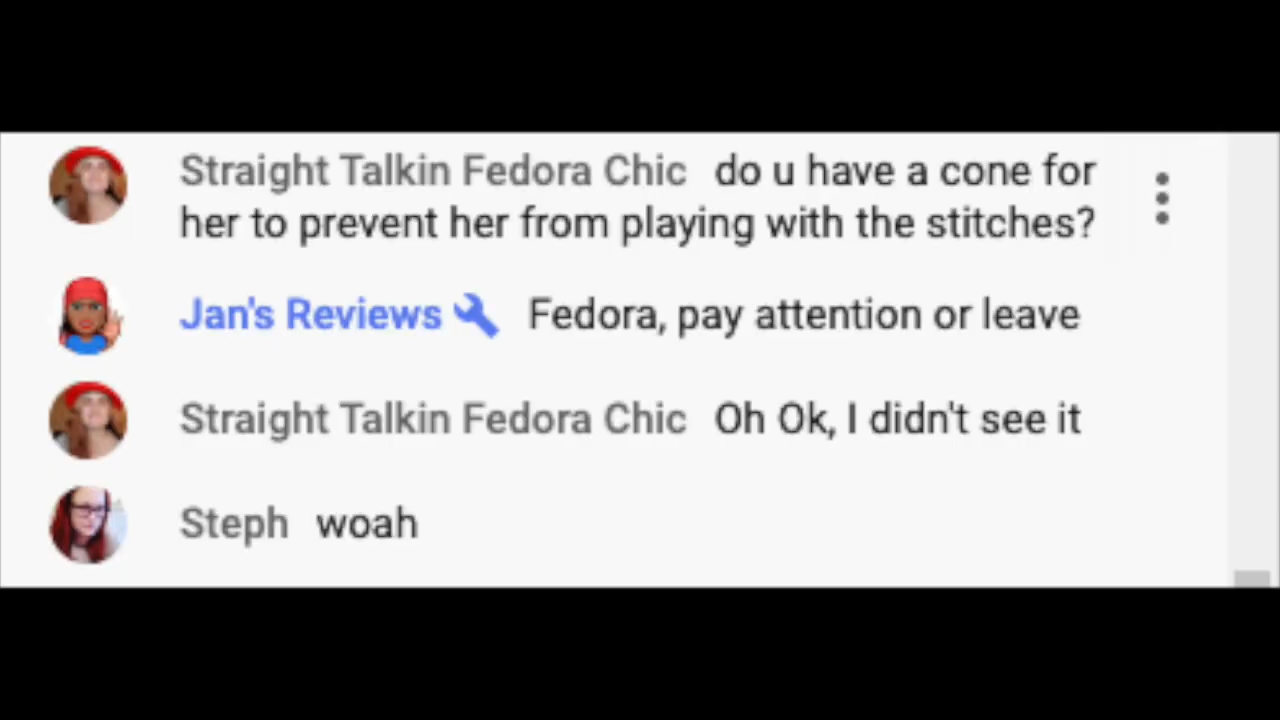 Straight Talkin Fedora Chic do u have a cone for
her to prevent her from playing with the stitches?
Jan's Reviews Fedora, pay attention or leave
Straight Talkin Fedora Chic Oh Ok, I didn't see it
Steph woah